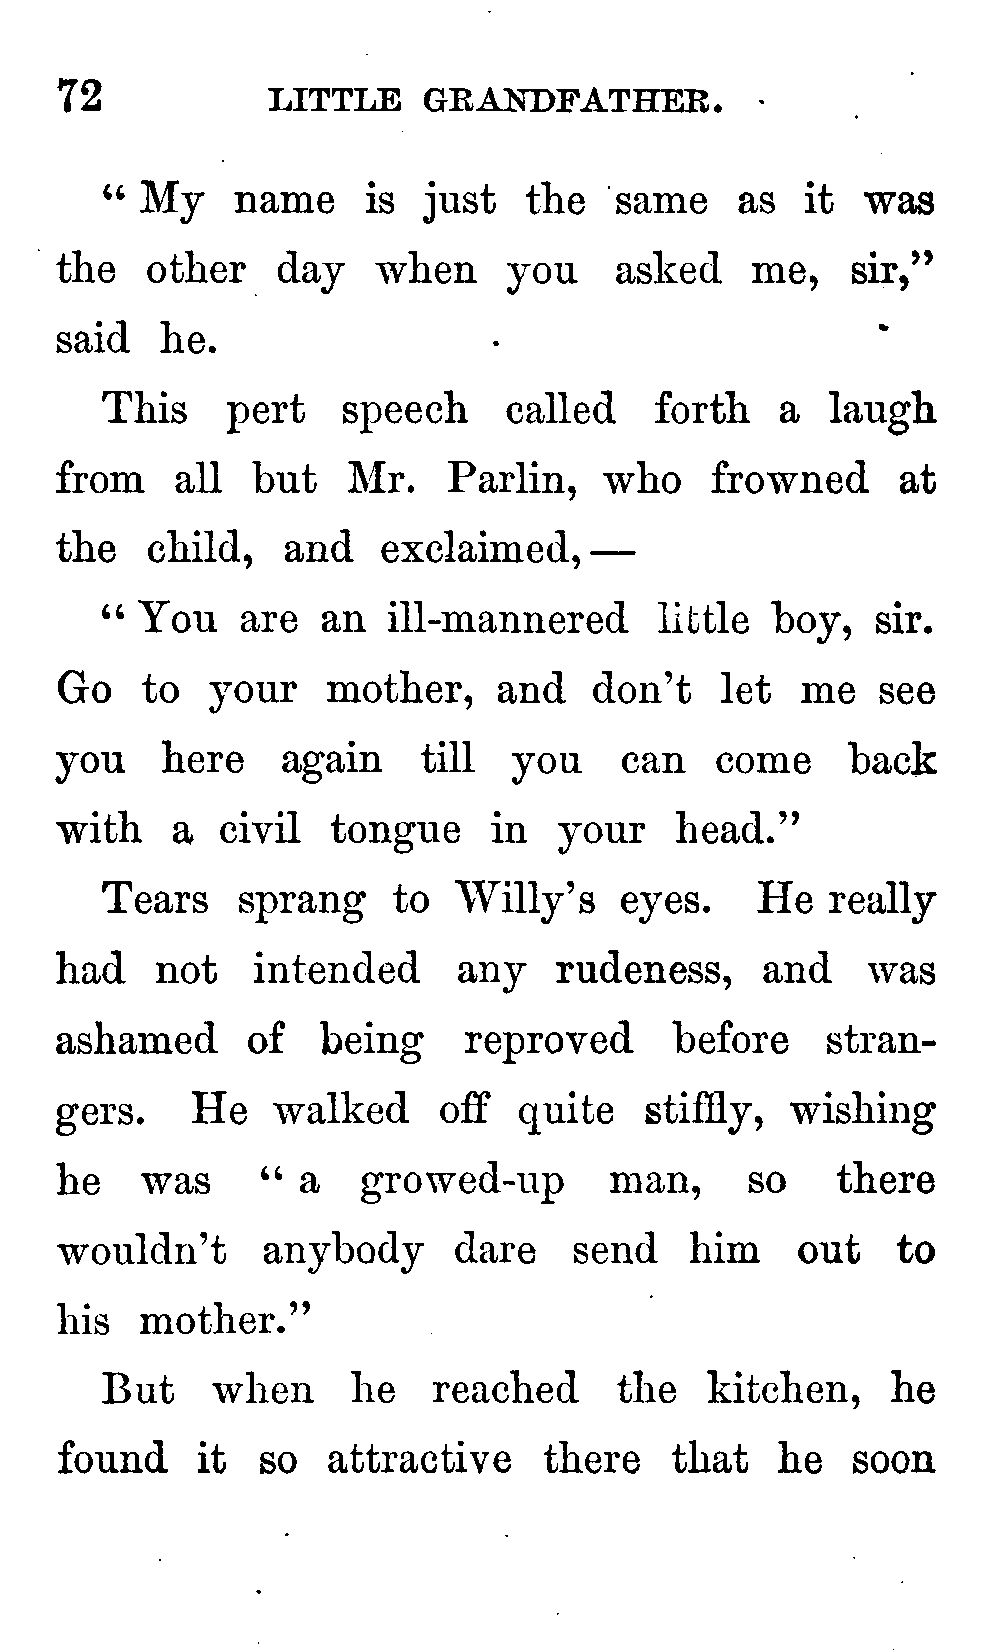 72 LITTLE GRANDFATHER.
“ My name is just the same as it was
the other day when you asked me, sir,”
said he.
This pert speech called forth a laugh
from all but Mr. Parlin, who frowned at
the child, and exclaimed, —
“ You are an ill-mannered little boy, sir.
Go to your mother, and don’t let me see
you here again till you can come back
with a civil tongue in your head.”
Tears sprang to Willy’s eyes. He really
had not intended any rudeness, and was
ashamed of being reproved before stran-
gers. He walked off quite stiffly, wishing
he was “ a growed-up man, so there
wouldn’t anybody dare send him out to
his mother.”
But when he reached the kitchen, he
found it so attractive there that he soon